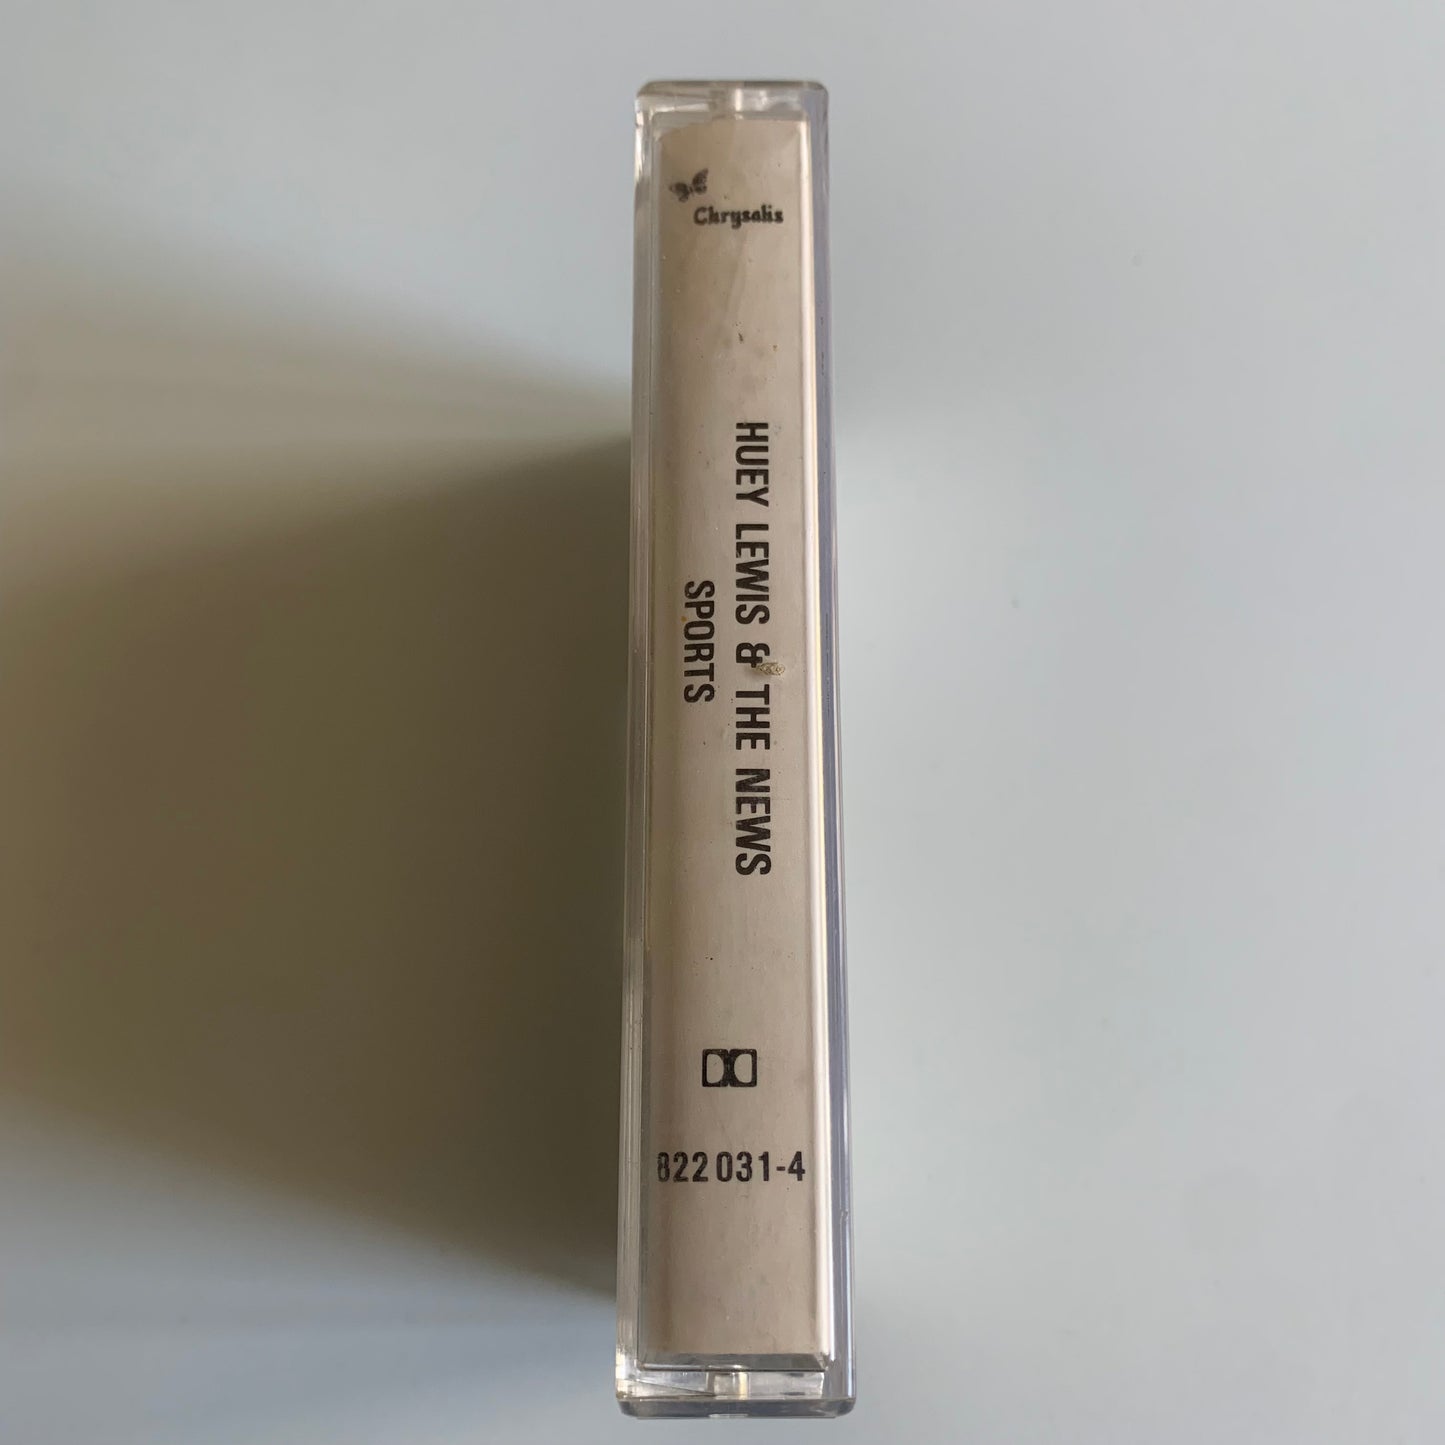 Chrysalis
HUEY LEWIS & THE NEWS
SPORTS
822 031-4